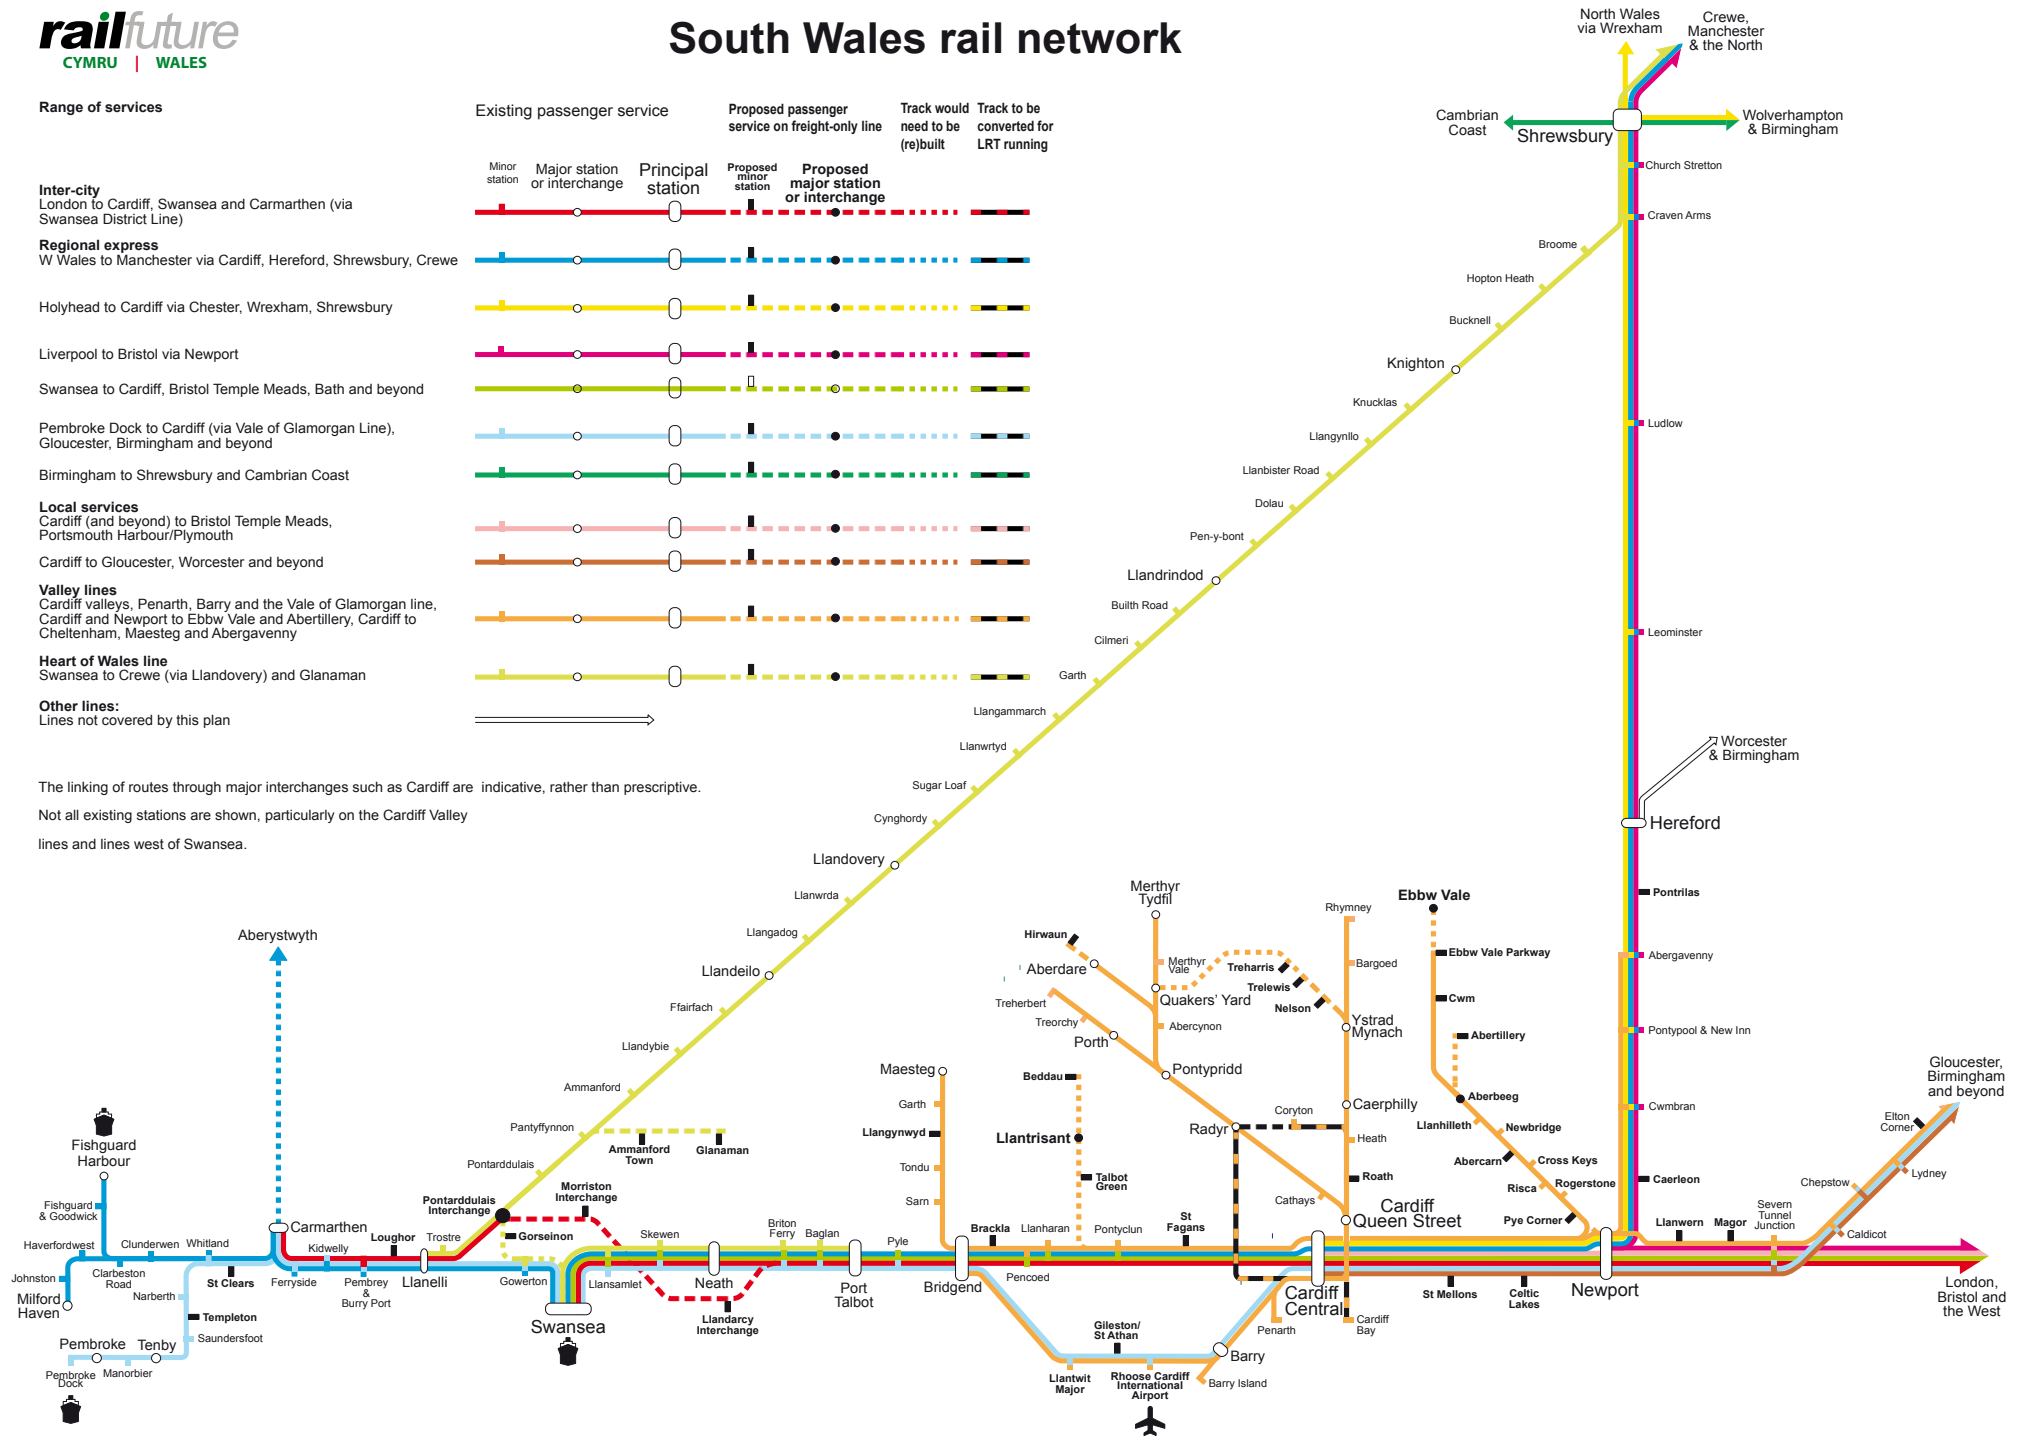 railfuture
CYMRU | WALES
South Wales rail network
Range of services
Existing passenger service
Proposed passenger
service on freight-only line
Track would
need to be
(re)built
Track to be
converted for
LRT running
Minor
station
Major station
or interchange
Principal
station
Proposed
minor
station
Proposed
major station
or interchange
Inter-city
London to Cardiff, Swansea and Carmarthen (via
Swansea District Line)
Regional express
W Wales to Manchester via Cardiff, Hereford, Shrewsbury, Crewe
Holyhead to Cardiff via Chester, Wrexham, Shrewsbury
Liverpool to Bristol via Newport
Swansea to Cardiff, Bristol Temple Meads, Bath and beyond
Pembroke Dock to Cardiff (via Vale of Glamorgan Line),
Gloucester, Birmingham and beyond
Birmingham to Shrewsbury and Cambrian Coast
Local services
Cardiff (and beyond) to Bristol Temple Meads,
Portsmouth Harbour/Plymouth
Cardiff to Gloucester, Worcester and beyond
Valley lines
Cardiff valleys, Penarth, Barry and the Vale of Glamorgan line,
Cardiff and Newport to Ebbw Vale and Abertillery, Cardiff to
Cheltenham, Maesteg and Abergavenny
Heart of Wales line
Swansea to Crewe (via Llandovery) and Glanaman
Other lines:
Lines not covered by this plan
The linking of routes through major interchanges such as Cardiff are indicative, rather than prescriptive.
Not all existing stations are shown, particularly on the Cardiff Valley
lines and lines west of Swansea.
North Wales
via Wrexham
Crewe,
Manchester
& the North
Cambrian
Coast
Shrewsbury
Wolverhampton
& Birmingham
Church Stretton
Craven Arms
Broome
Hopton Heath
Bucknell
Knighton
Knucklas
Llangynllo
Llanbister Road
Dolau
Pen-y-bont
Llandrindod
Builth Road
Cilmeri
Garth
Llangammarch
Llanwrtyd
Sugar Loaf
Cynghordy
Llandovery
Llanwrda
Llangadog
Llandeilo
Ffairfach
Llandybie
Ammanford
Pantyffynnon
Ammanford
Town
Glanaman
Pontarddulais
Pontarddulais
Interchange
Morriston
Interchange
Gorseinon
Ludlow
Leominster
Worcester
& Birmingham
Hereford
Pontrilas
Abergavenny
Pontypool & New Inn
Cwmbran
Caerleon
Aberystwyth
Fishguard
Harbour
Fishguard
& Goodwick
Haverfordwest
Johnston
Milford
Haven
Clunderwen
Clarbeston
Road
Whitland
St Clears
Narberth
Templeton
Saundersfoot
Tenby
Pembroke
Manorbier
Pembroke
Dock
Carmarthen
Ferryside
Kidwelly
Pembrey
&
Burry Port
Loughor
Llanelli
Trostre
Gowerton
Swansea
Llansamlet
Skewen
Neath
Llandarcy
Interchange
Briton
Ferry
Baglan
Port
Talbot
Pyle
Bridgend
Maesteg
Garth
Llangynwyd
Tondu
Sarn
Brackla
Pencoed
Llanharan
Beddau
Llantrisant
Talbot
Green
Pontyclun
St
Fagans
Llantwit
Major
Gileston/
St Athan
Rhoose Cardiff
International
Airport
Barry
Barry Island
Penarth
Cardiff
Bay
Cardiff
Central
Cardiff
Queen Street
Cathays
Roath
Heath
Coryton
Radyr
Caerphilly
Ystrad
Mynach
Bargoed
Rhymney
Merthyr
Tydfil
Merthyr
Vale
Quakers' Yard
Abercynon
Pontypridd
Hirwaun
Aberdare
Treherbert
Treorchy
Porth
Treharris
Trelewis
Nelson
Ebbw Vale
Ebbw Vale Parkway
Cwm
Abertillery
Aberbeeg
Llanhilleth
Newbridge
Abercarn
Cross Keys
Risca
Rogerstone
Pye Corner
St Mellons
Celtic
Lakes
Newport
Llanwern
Magor
Severn
Tunnel
Junction
Caldicot
Chepstow
Lydney
Elton
Corner
Gloucester,
Birmingham
and beyond
London,
Bristol and
the West